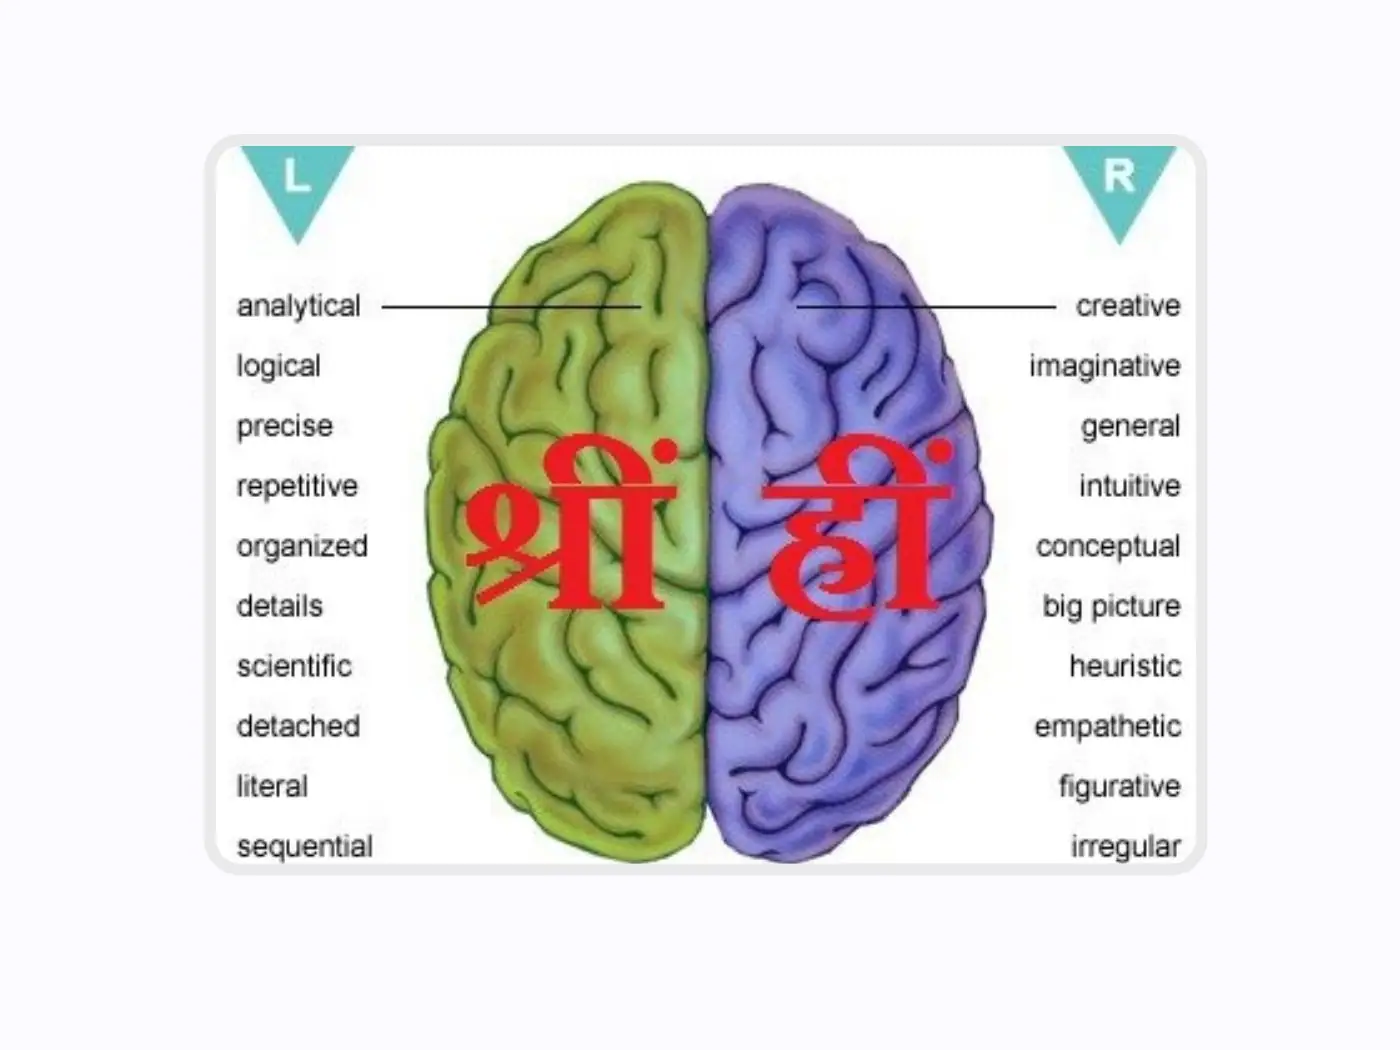 L R
analytical creative
logical imaginative
precise general
repetitive intuitive
श्रीं ह्रीं
organized conceptual
details big picture
scientific heuristic
detached empathetic
literal figurative
sequential irregular